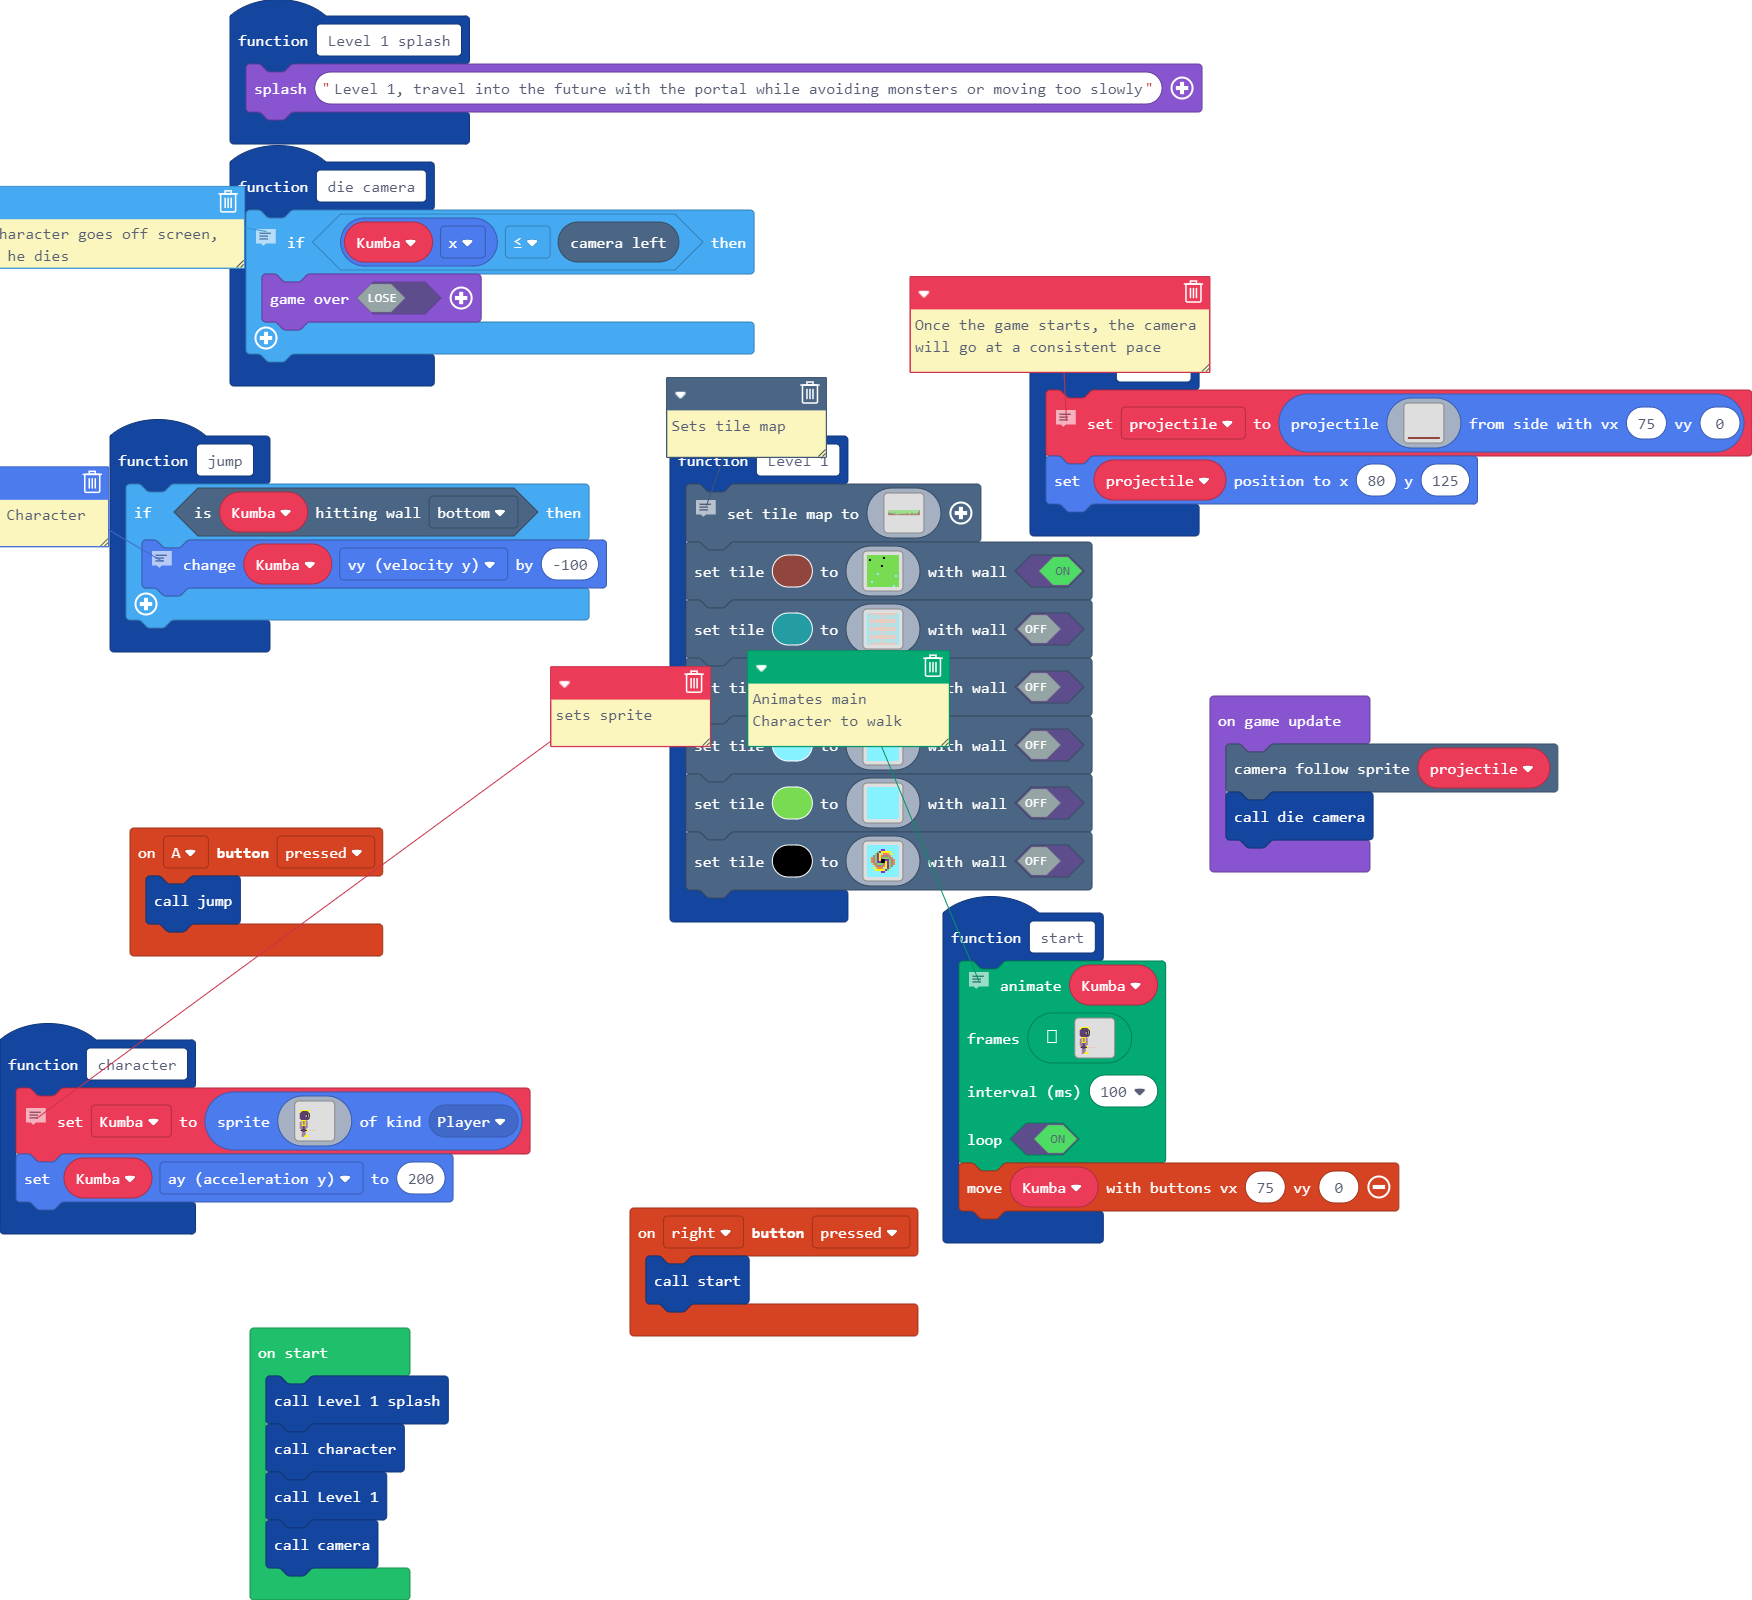 function Level 1 splash
splash " Level 1, travel into the future with the portal while avoiding monsters or moving too slowly "
function die camera
haracter goes off screen,
he dies
if Kumba x ≤ camera left then
game over LOSE
Once the game starts, the camera
will go at a consistent pace
set projectile to projectile from side with vx 75 vy 0
set projectile position to x 80 y 125
function jump
Character
if is Kumba hitting wall bottom then
change Kumba vy (velocity y) by -100
Sets tile map
function Level 1
set tile map to
set tile to with wall ON
set tile to with wall OFF
t ti th wall OFF
set tile to with wall OFF
set tile to with wall OFF
set tile to with wall OFF
sets sprite
Animates main
Character to walk
on game update
camera follow sprite projectile
call die camera
on A button pressed
call jump
function start
animate Kumba
frames
interval (ms) 100
loop ON
move Kumba with buttons vx 75 vy 0
function character
set Kumba to sprite of kind Player
set Kumba ay (acceleration y) to 200
on right button pressed
call start
on start
call Level 1 splash
call character
call Level 1
call camera